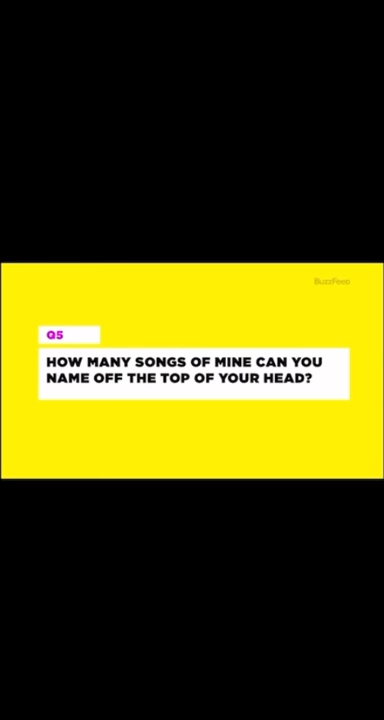 BuzzFeed
Q5
HOW MANY SONGS OF MINE CAN YOU
NAME OFF THE TOP OF YOUR HEAD?